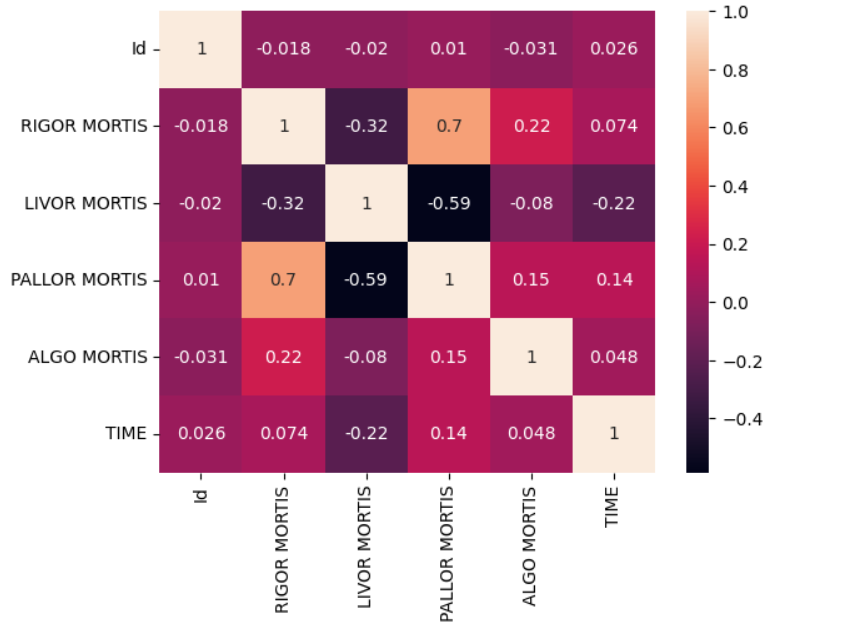 Id 1 -0.018 -0.02 0.01 -0.031 0.026
RIGOR MORTIS -0.018 1 -0.32 0.7 0.22 0.074
LIVOR MORTIS -0.02 -0.32 1 -0.59 -0.08 -0.22
PALLOR MORTIS 0.01 0.7 -0.59 1 0.15 0.14
ALGO MORTIS -0.031 0.22 -0.08 0.15 1 0.048
TIME 0.026 0.074 -0.22 0.14 0.048 1
Id
RIGOR MORTIS
LIVOR MORTIS
PALLOR MORTIS
ALGO MORTIS
TIME
1.0
0.8
0.6
0.4
0.2
0.0
−0.2
−0.4